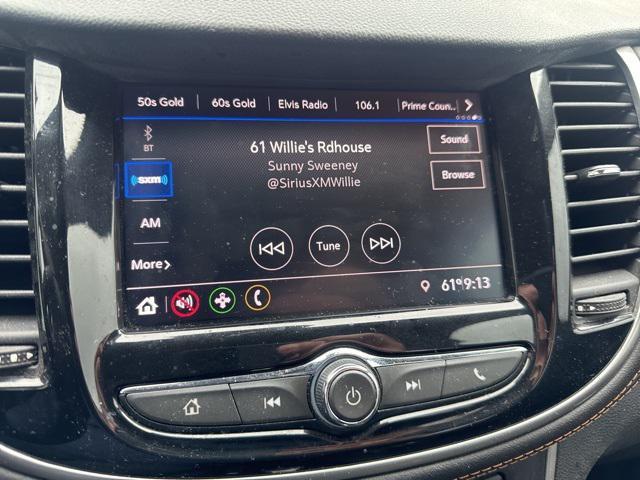 50s Gold 60s Gold Elvis Radio 106.1 Prime Coun..
BT
61 Willie's Rdhouse
Sound
Sunny Sweeney
sxm
@SiriusXMWillie
Browse
AM
Tune
More
61° 9:13